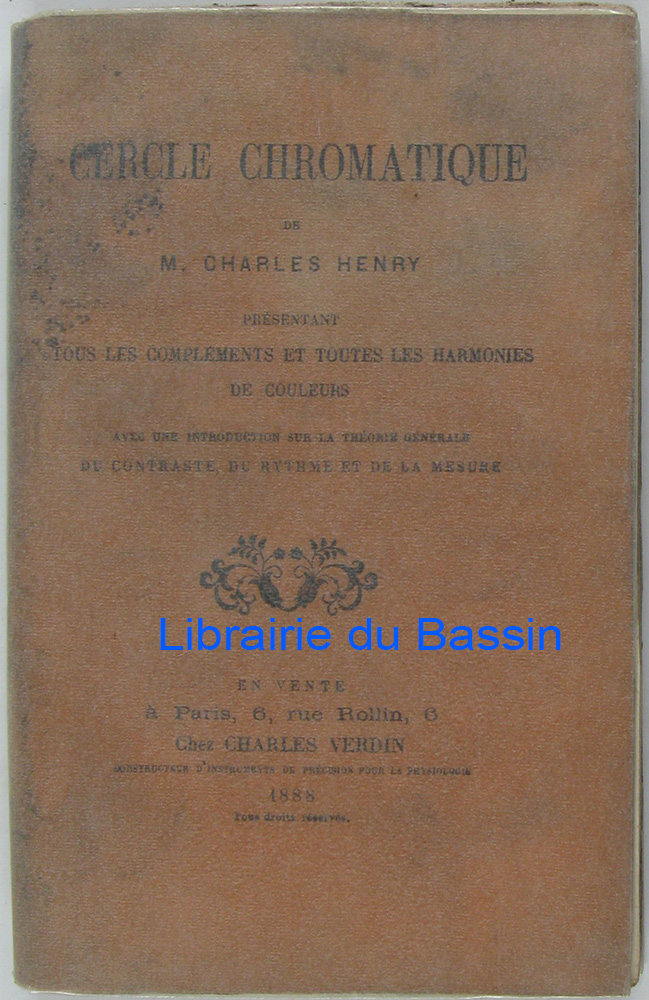 CERCLE CHROMATIQUE
DE
M. CHARLES HENRY
PRÉSENTANT
TOUS LES COMPLÉMENTS ET TOUTES LES HARMONIES
DE COULEURS
AVEC UNE INTRODUCTION SUR LA THÉORIE GÉNÉRALE
DU CONTRASTE, DU RYTHME ET DE LA MESURE
Librairie du Bassin
EN VENTE
à Paris, 6, rue Rollin, 6
Chez CHARLES VERDIN
CONSTRUCTEUR D'INSTRUMENTS DE PRÉCISION POUR LA PHYSIOLOGIE
1888
Tous droits réservés.